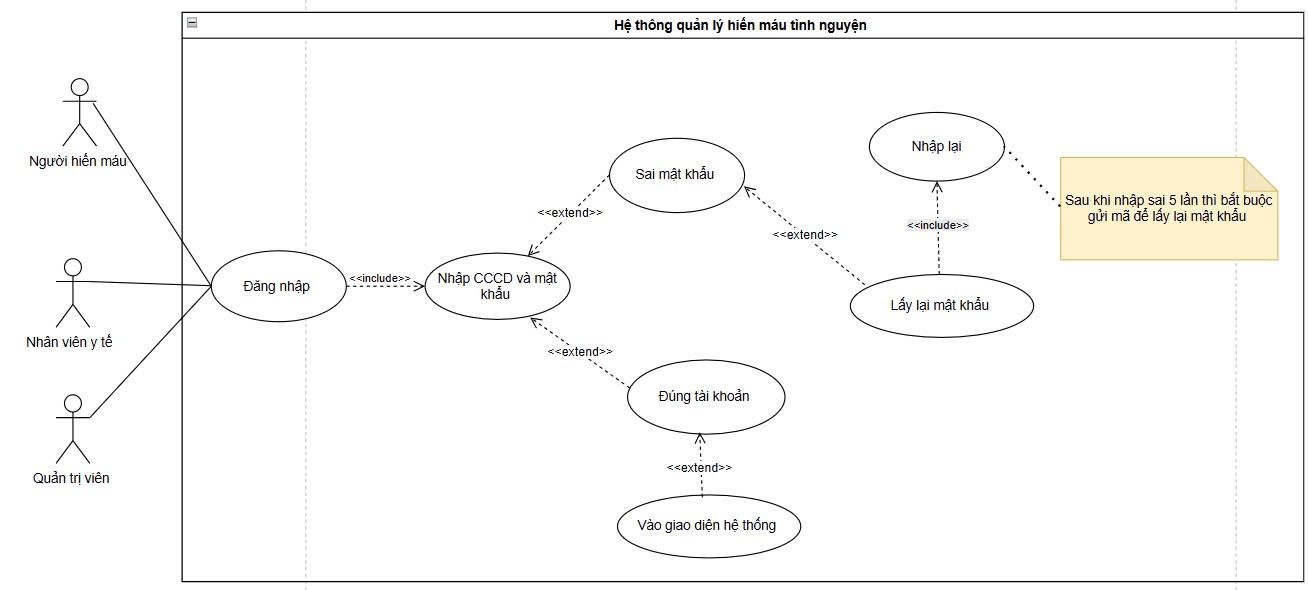 Hệ thông quản lý hiến máu tình nguyện
Người hiến máu
Nhân viên y tế
Quản trị viên
Đăng nhập
<<include>>
Nhập CCCD và mật
khẩu
<<extend>>
Sai mật khẩu
<<extend>>
Nhập lại
<<include>>
Lấy lại mật khẩu
Sau khi nhập sai 5 lần thì bắt buộc
gửi mã để lấy lại mật khẩu
<<extend>>
Đúng tài khoản
<<extend>>
Vào giao diện hệ thống